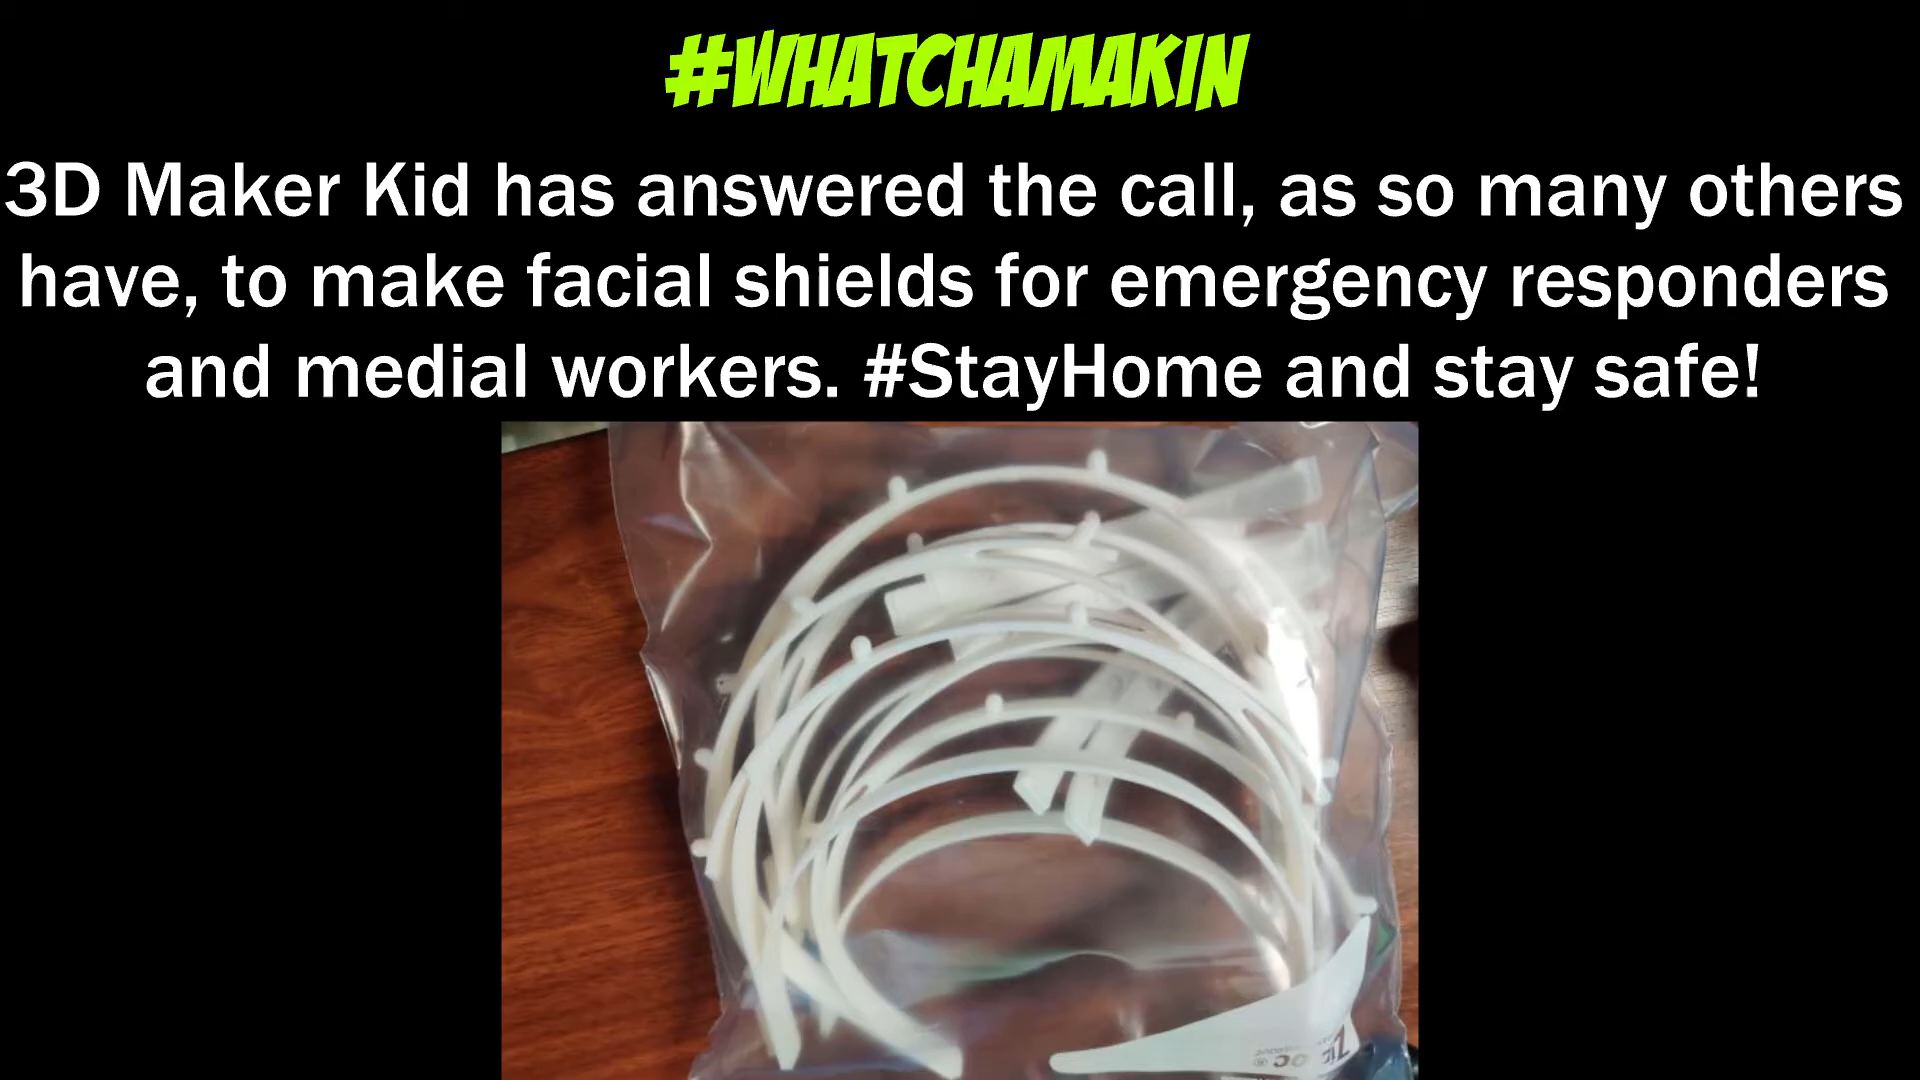 #WHATCHAMAKIN
3D Maker Kid has answered the call, as so many others
have, to make facial shields for emergency responders
and medial workers. #StayHome and stay safe!